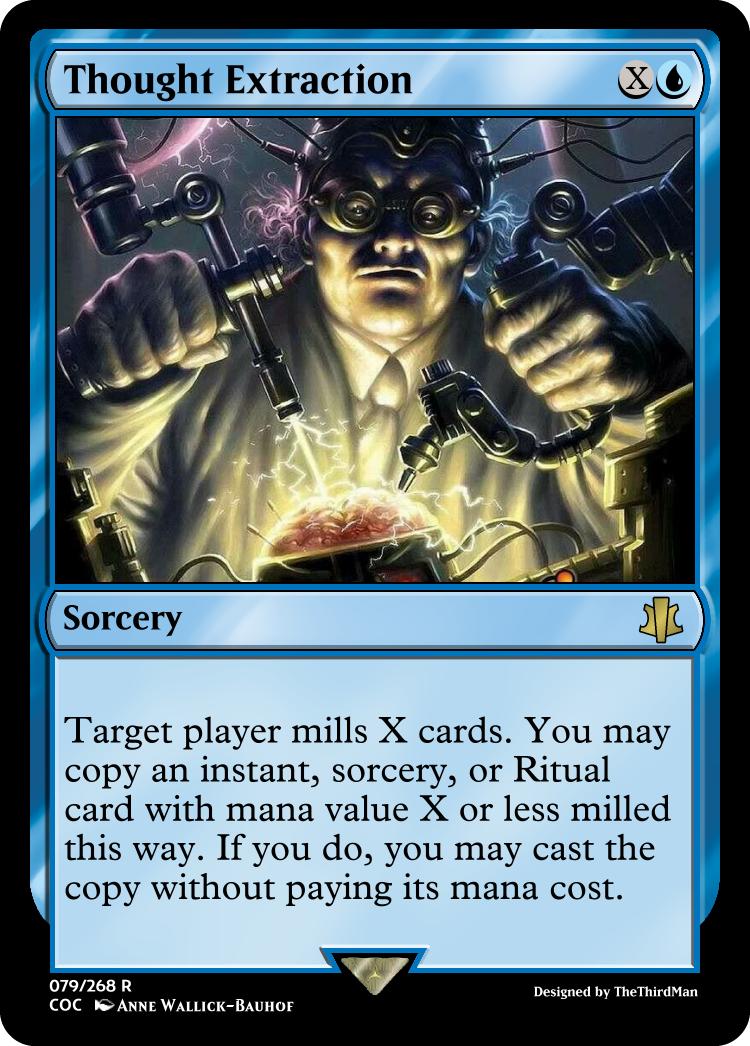 Thought Extraction X
Sorcery
Target player mills X cards. You may
copy an instant, sorcery, or Ritual
card with mana value X or less milled
this way. If you do, you may cast the
copy without paying its mana cost.
079/268 R
COC Anne Wallick-Bauhof
Designed by TheThirdMan